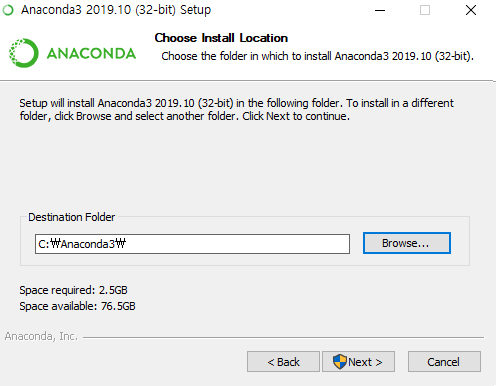 Anaconda3 2019.10 (32-bit) Setup
ANACONDA
Choose Install Location
Choose the folder in which to install Anaconda3 2019.10 (32-bit).
Setup will install Anaconda3 2019.10 (32-bit) in the following folder. To install in a different
folder, click Browse and select another folder. Click Next to continue.
Destination Folder
C:₩Anaconda3₩
Browse...
Space required: 2.5GB
Space available: 76.5GB
Anaconda, Inc.
< Back
Next >
Cancel